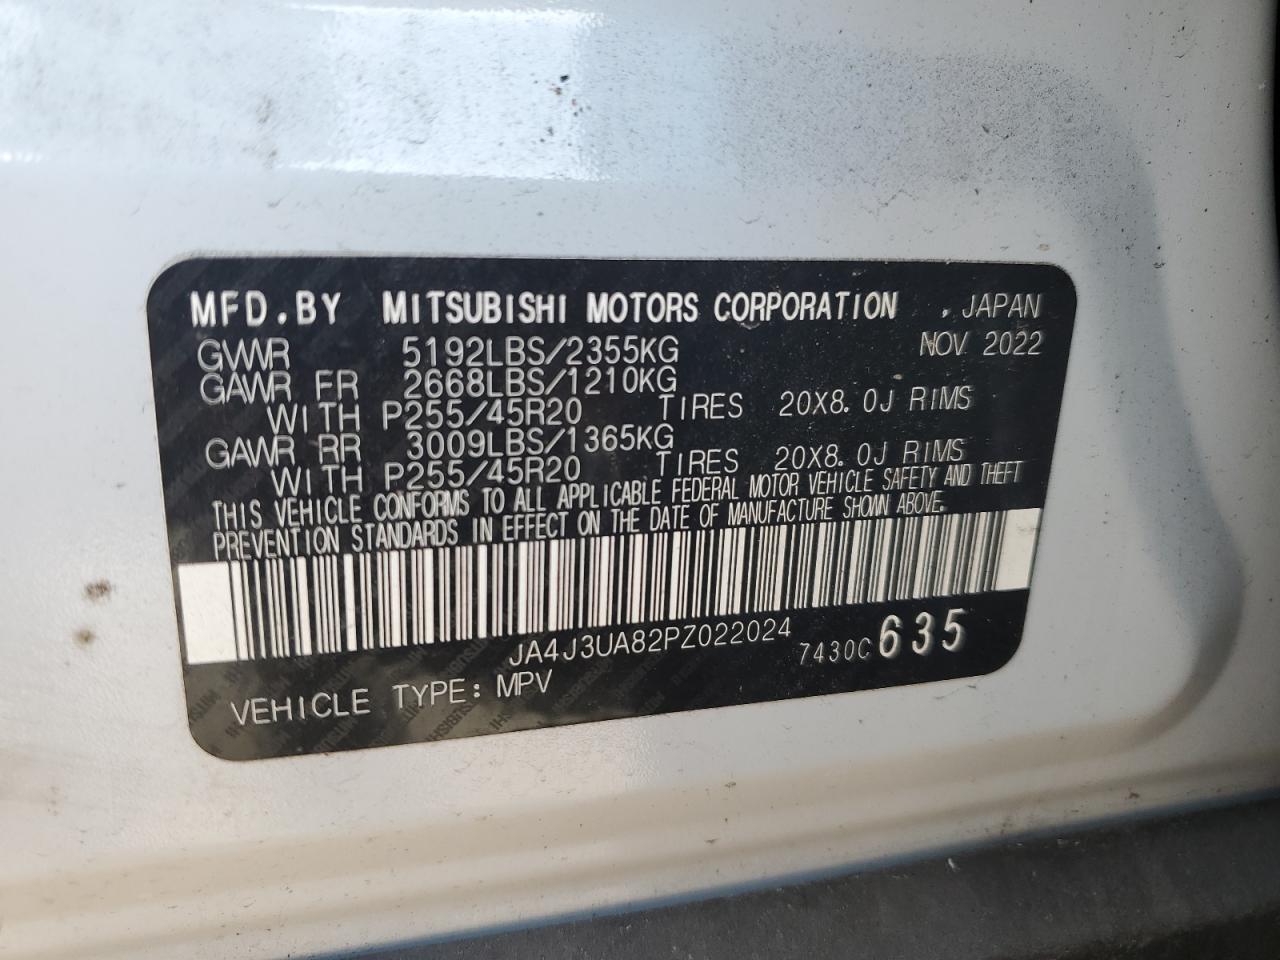 MFD.BY MITSUBISHI MOTORS CORPORATION . JAPAN
GVWR 5192LBS/2355KG NOV 2022
GAWR FR 2668LBS/1210KG
WITH P255/45R20 TIRES 20X8.0J RIMS
GAWR RR 3009LBS/1365KG
WITH P255/45R20 TIRES 20X8.0J RIMS
THIS VEHICLE CONFORMS TO ALL APPLICABLE FEDERAL MOTOR VEHICLE SAFETY AND THEFT
PREVENTION STANDARDS IN EFFECT ON THE DATE OF MANUFACTURE SHOWN ABOVE.
JA4J3UA82PZ022024 7430C 635
VEHICLE TYPE: MPV